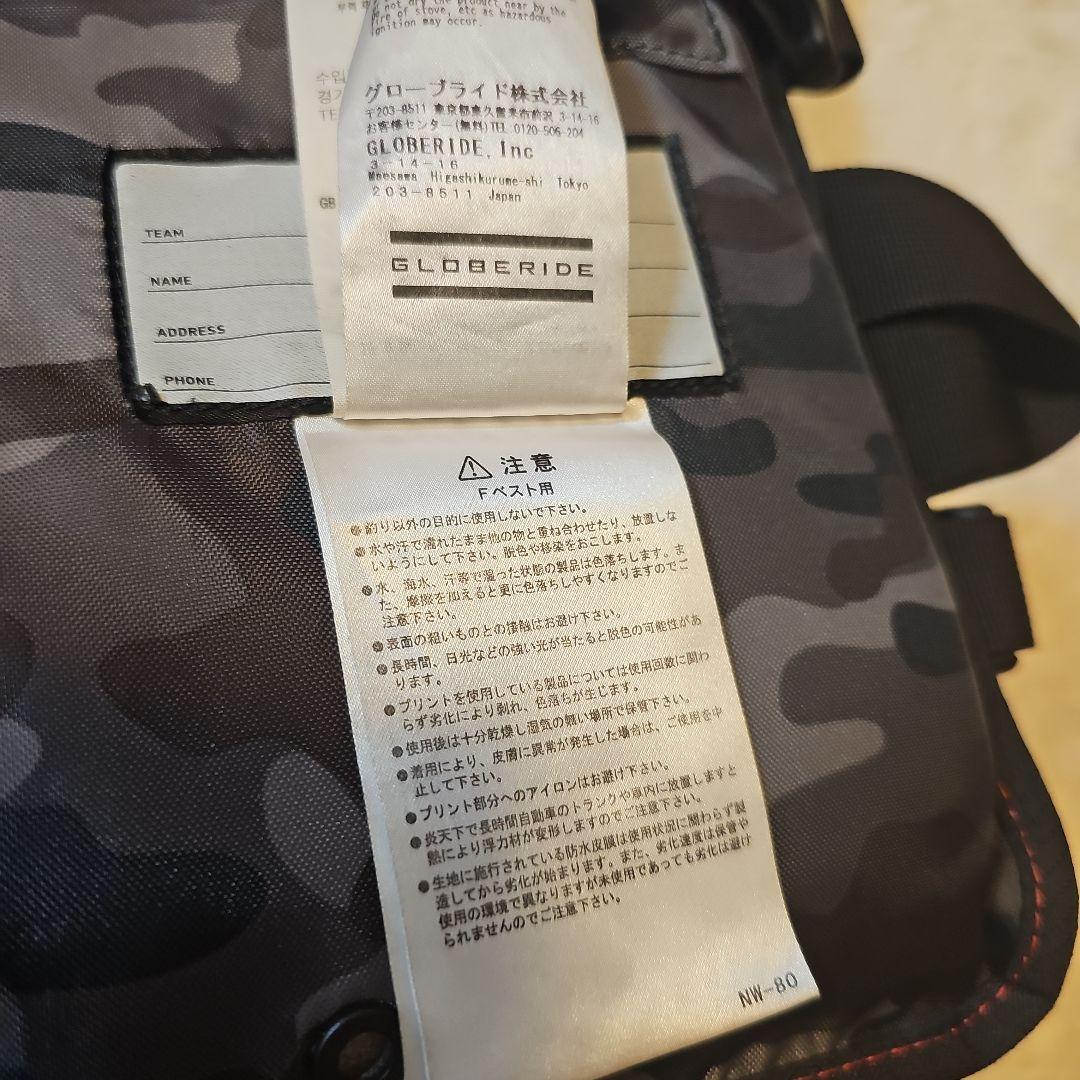 not dry the product near by the
fire of stove, etc as hazardous
ignition may occur.
수입
경기
TE
グローブライド株式会社
〒203-8511 東京都東久留米市前沢 3-14-16
お客様センター(無料)TEL 0120-506-204
GLOBERIDE, Inc
3-14-16
Maesawa Higashikurume-shi Tokyo
203-8511 Japan
GB
GLOBERIDE
TEAM
NAME
ADDRESS
PHONE
⚠ 注意
Fベスト用
●釣り以外の目的に使用しないで下さい。
●水や汗で濡れたまま他の物と重ね合わせたり、放置しな
いようにして下さい。脱色や移染をおこします。
●水、海水、汗等で湿った状態の製品は色落ちします。ま
た、摩擦を加えると更に色落ちしやすくなりますのでご
注意下さい。
●表面の粗いものとの接触はお避け下さい。
●長時間、日光などの強い光が当たると脱色の可能性があ
ります。
●プリントを使用している製品については使用回数に関わ
らず劣化により剥れ、色落ちが生じます。
●使用後は十分乾燥し湿気の無い場所で保管下さい。
●着用により、皮膚に異常が発生した場合は、ご使用を中
止して下さい。
●プリント部分へのアイロンはお避け下さい。
●炎天下で長時間自動車のトランクや車内に放置しますと
熱により浮力材が変形しますのでご注意下さい。
●生地に施行されている防水皮膜は使用状況に関わらず製
造してから劣化が始まります。また、劣化速度は保管や
使用の環境で異なりますが未使用であっても劣化は避け
られませんのでご注意下さい。
NW-80